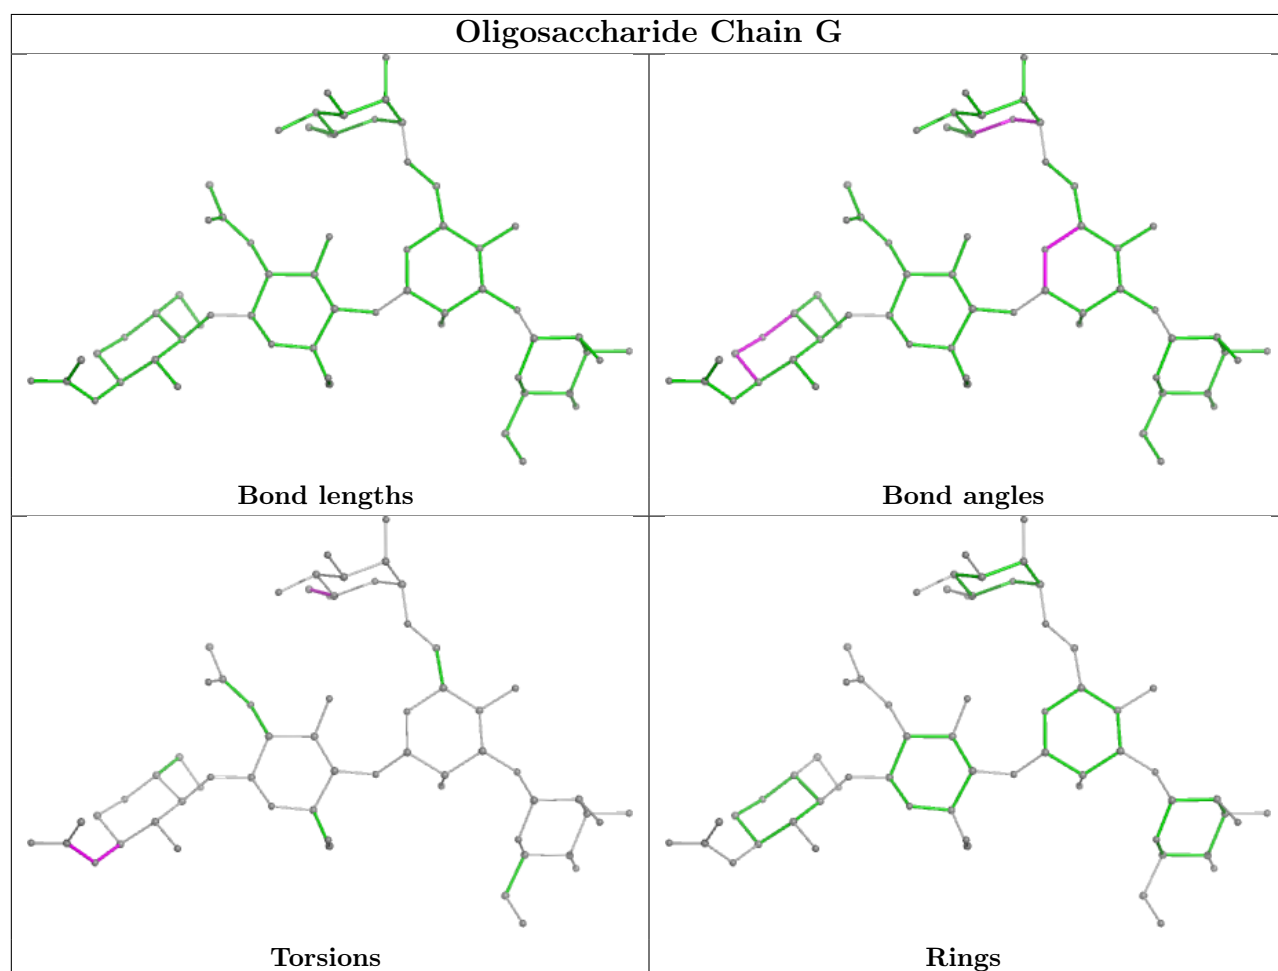 Oligosaccharide Chain G
Bond lengths
Bond angles
Torsions
Rings